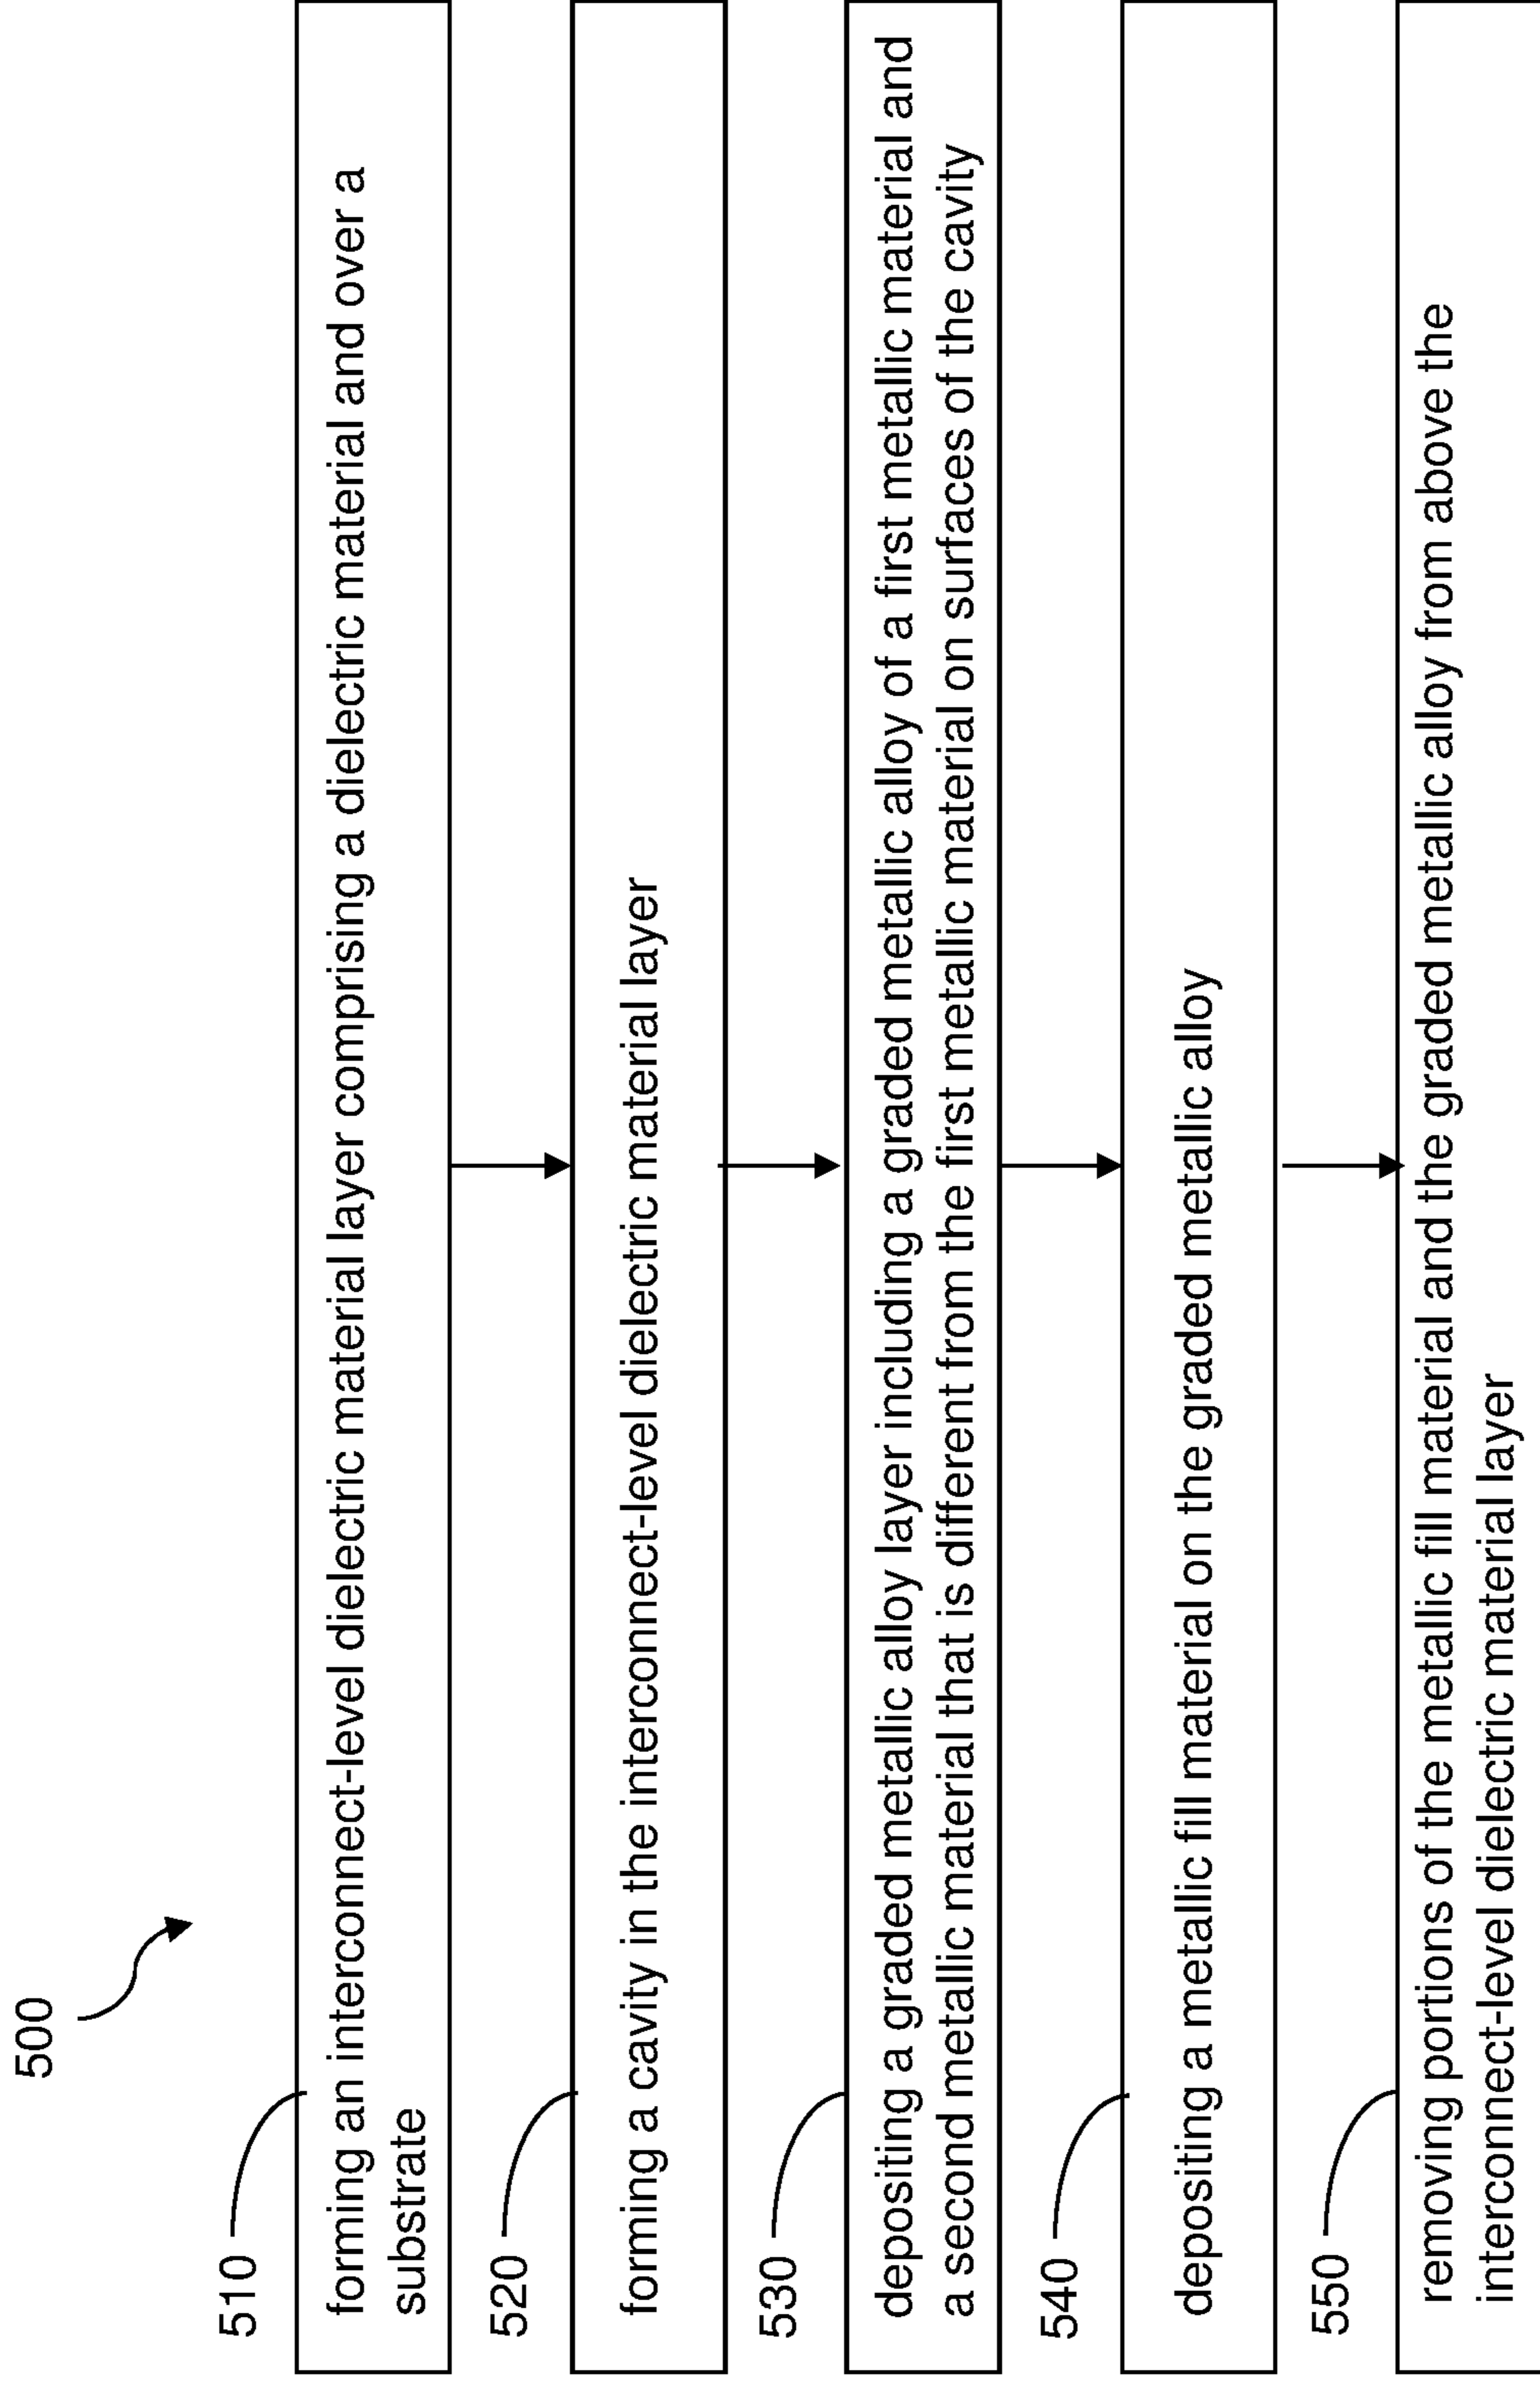 500
510
forming an interconnect-level dielectric material layer comprising a dielectric material and over a
substrate
520
forming a cavity in the interconnect-level dielectric material layer
530
depositing a graded metallic alloy layer including a graded metallic alloy of a first metallic material and
a second metallic material that is different from the first metallic material on surfaces of the cavity
540
depositing a metallic fill material on the graded metallic alloy
550
removing portions of the metallic fill material and the graded metallic alloy from above the
interconnect-level dielectric material layer